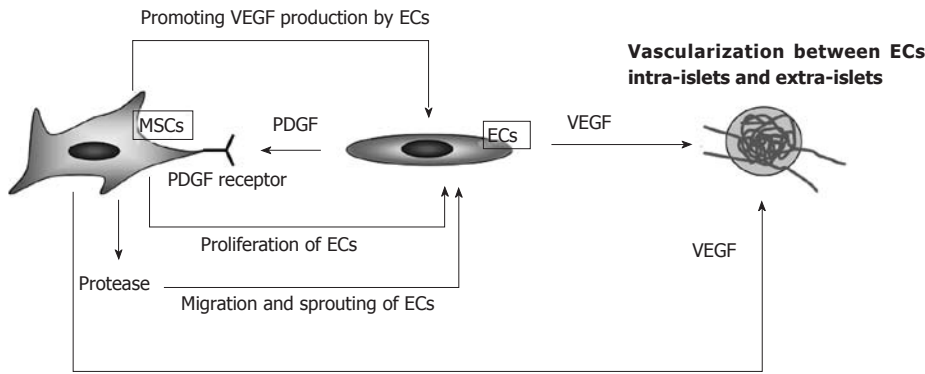 Promoting VEGF production by ECs
Vascularization between ECs
intra-islets and extra-islets
MSCs
PDGF
ECs
VEGF
PDGF receptor
Proliferation of ECs
VEGF
Protease
Migration and sprouting of ECs